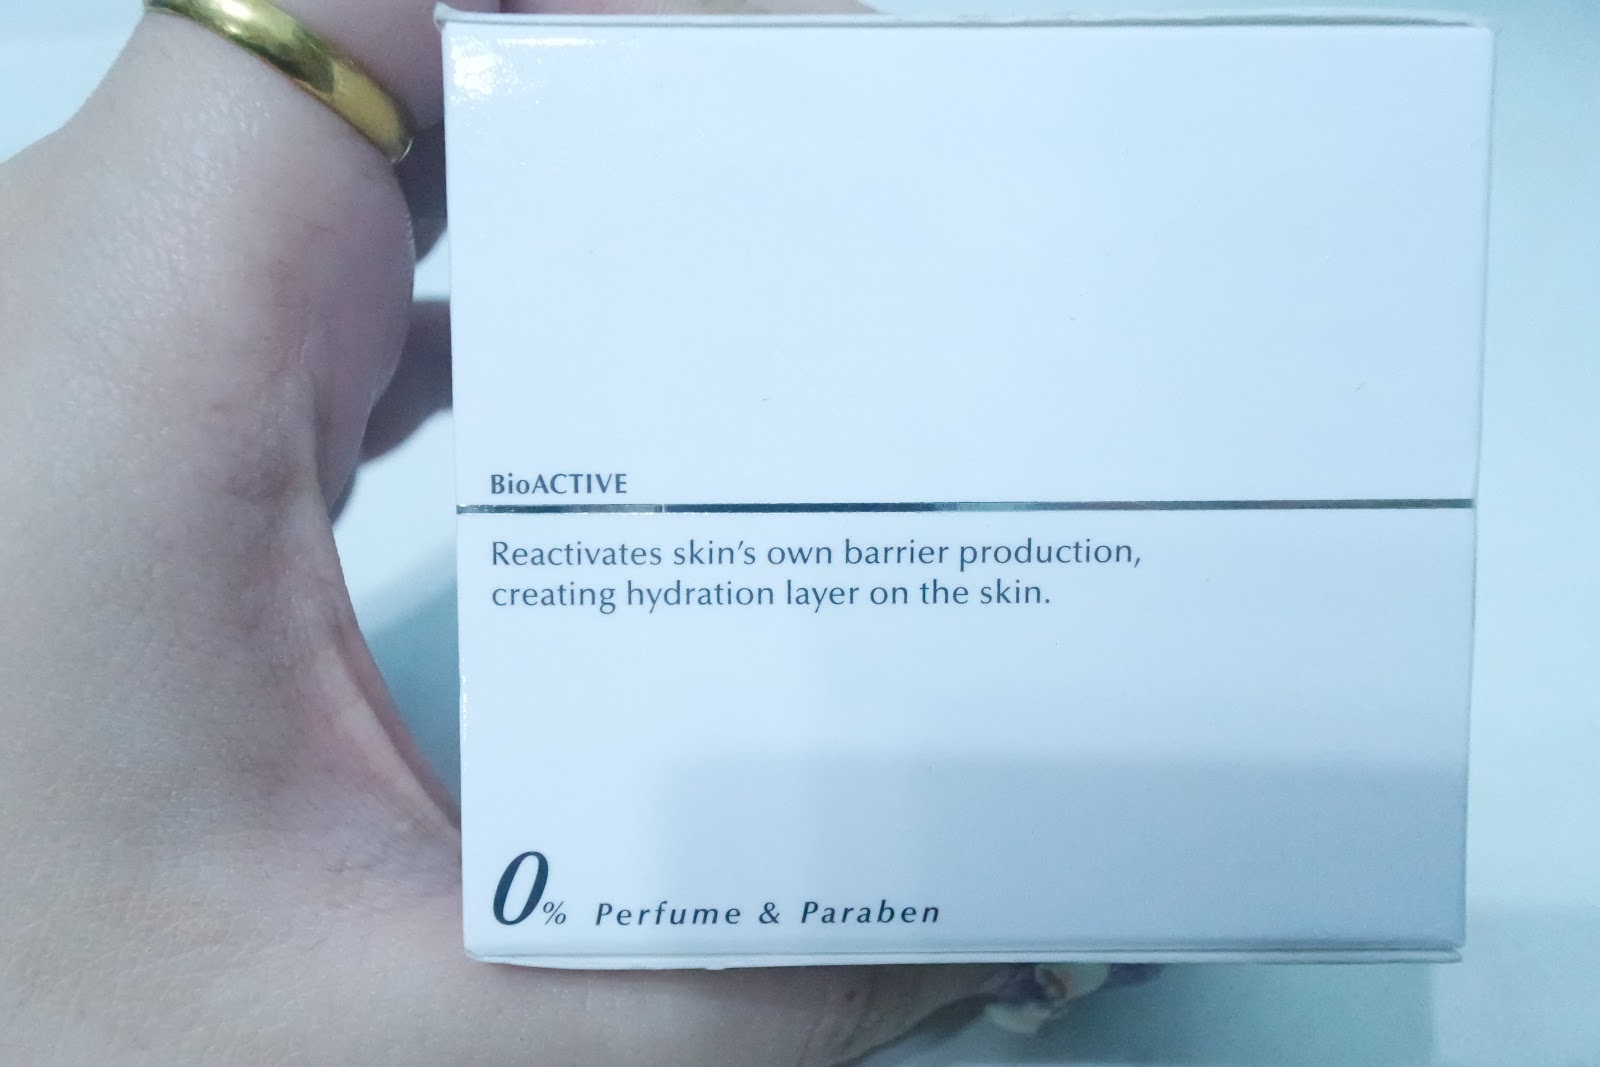 BioACTIVE
Reactivates skin's own barrier production,
creating hydration layer on the skin.
0% Perfume & Paraben